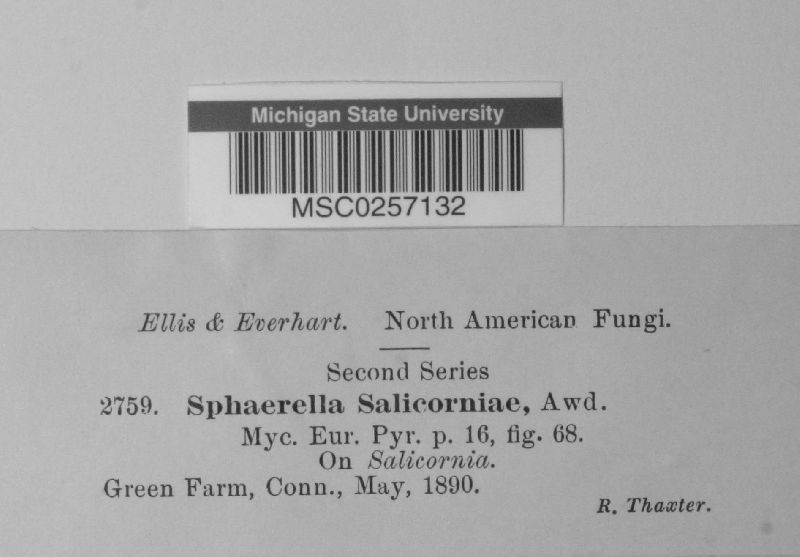 Michigan State University
MSC0257132
Ellis & Everhart. North American Fungi.
Second Series
2759. Sphaerella Salicorniae, Awd.
Myc. Eur. Pyr. p. 16, fig. 68.
On Salicornia.
Green Farm, Conn., May, 1890.
R. Thaxter.